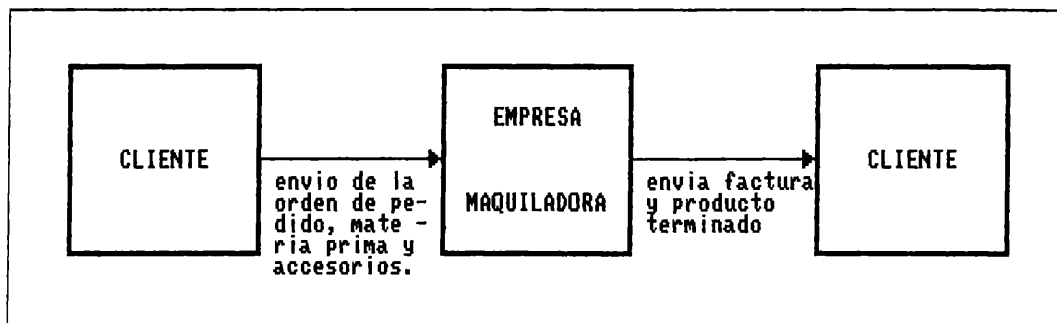 CLIENTE
envio de la
orden de pe-
dido, mate -
ria prima y
accesorios.
EMPRESA
MAQUILADORA
envia factura
y producto
terminado
CLIENTE